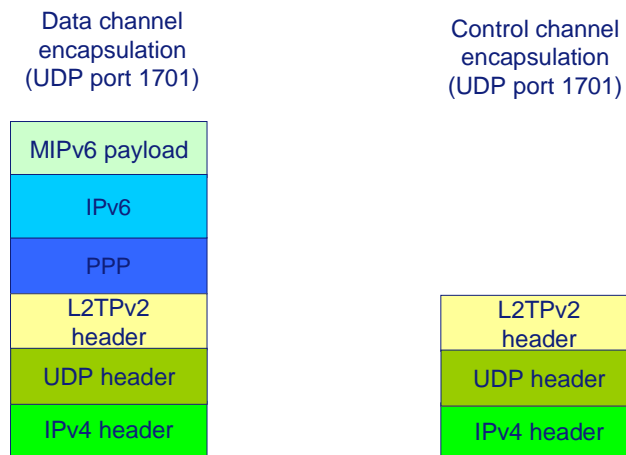 Data channel
encapsulation
(UDP port 1701)
MIPv6 payload
IPv6
PPP
L2TPv2
header
UDP header
IPv4 header
Control channel
encapsulation
(UDP port 1701)
L2TPv2
header
UDP header
IPv4 header